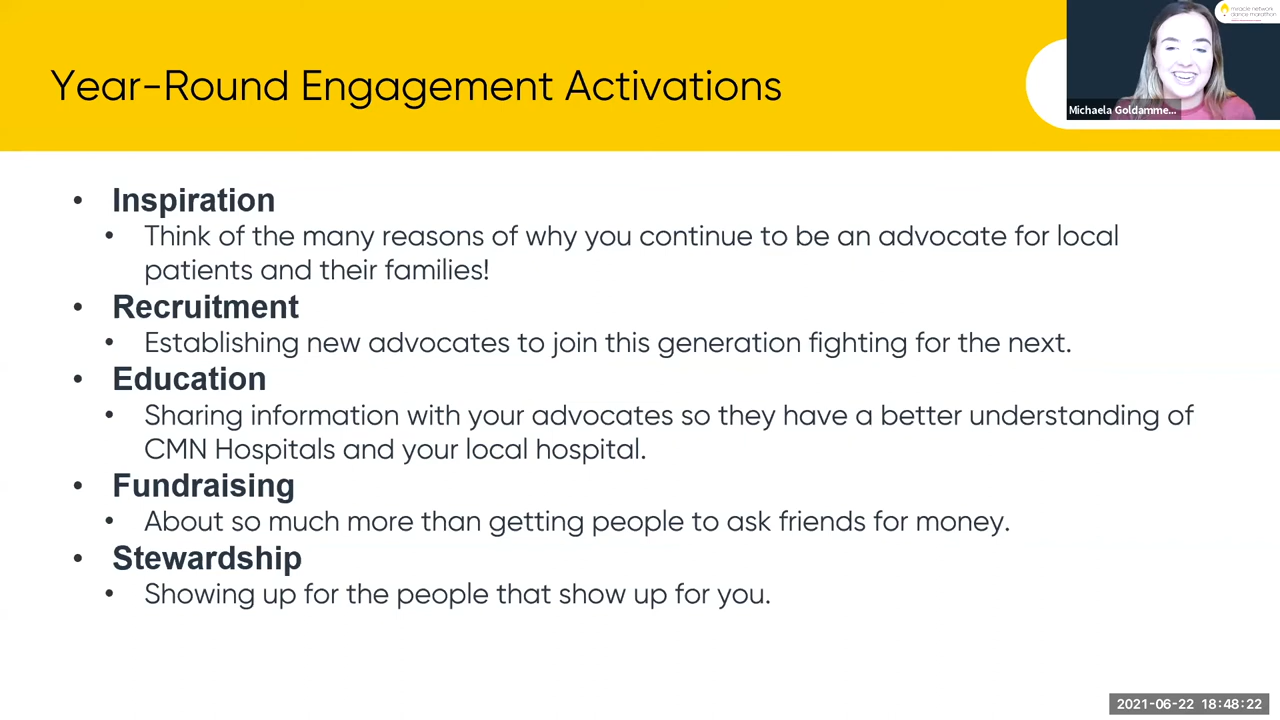 Year-Round Engagement Activations
miracle network
dance marathon
Michaela Goldamme...
• Inspiration
• Think of the many reasons of why you continue to be an advocate for local
patients and their families!
• Recruitment
• Establishing new advocates to join this generation fighting for the next.
• Education
• Sharing information with your advocates so they have a better understanding of
CMN Hospitals and your local hospital.
• Fundraising
• About so much more than getting people to ask friends for money.
• Stewardship
• Showing up for the people that show up for you.
2021-06-22 18:48:22